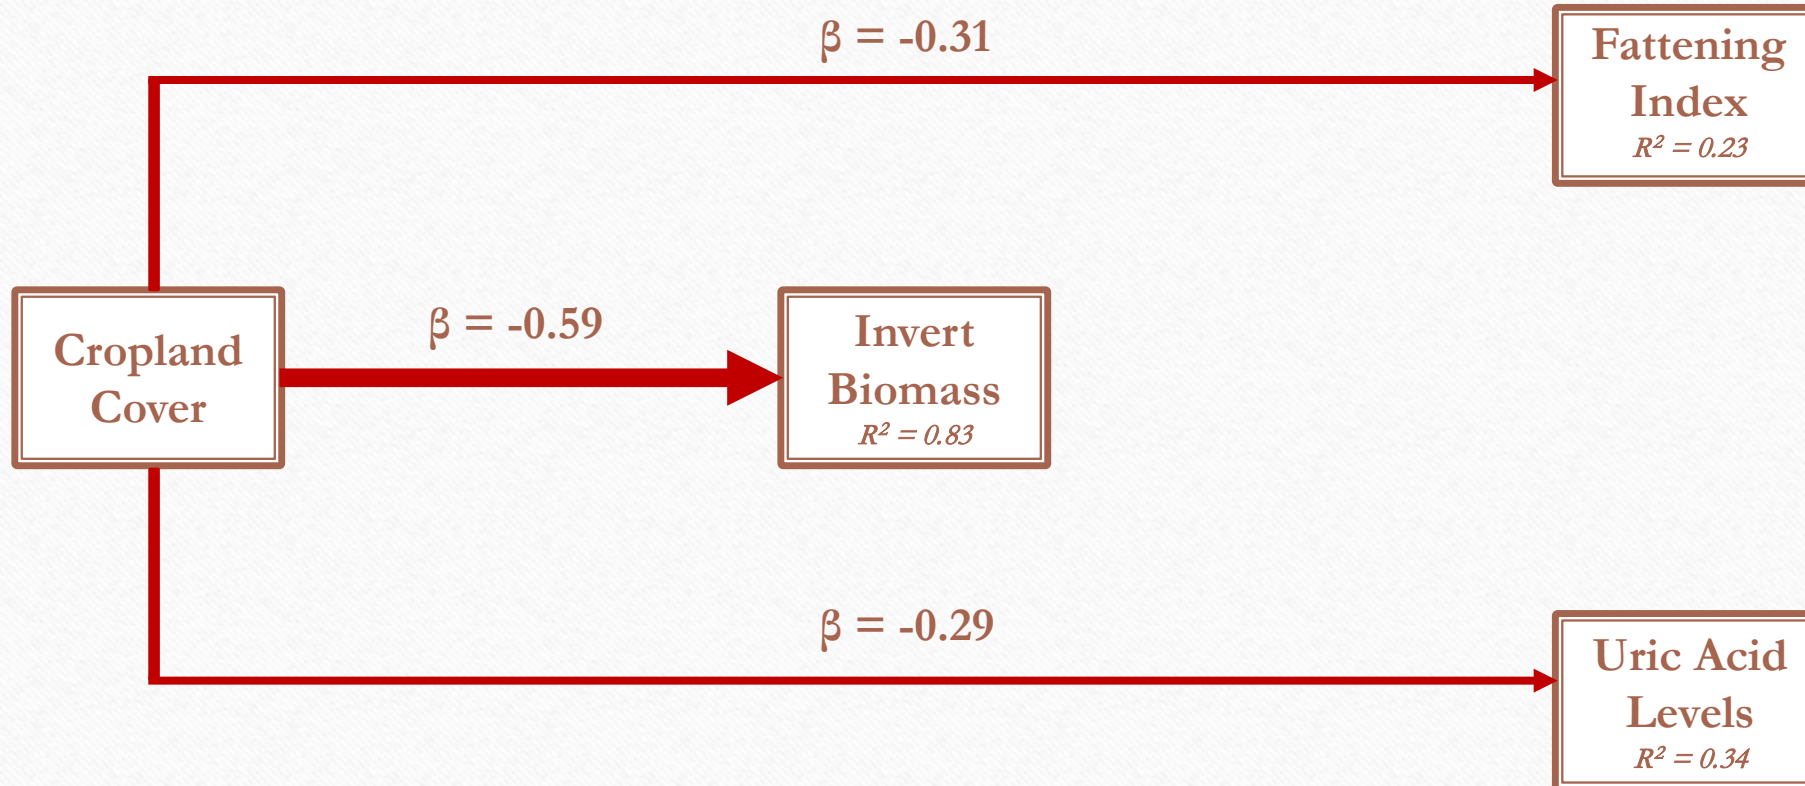 β = -0.31
Fattening
Index
R² = 0.23
Cropland
Cover
β = -0.59
Invert
Biomass
R² = 0.83
β = -0.29
Uric Acid
Levels
R² = 0.34